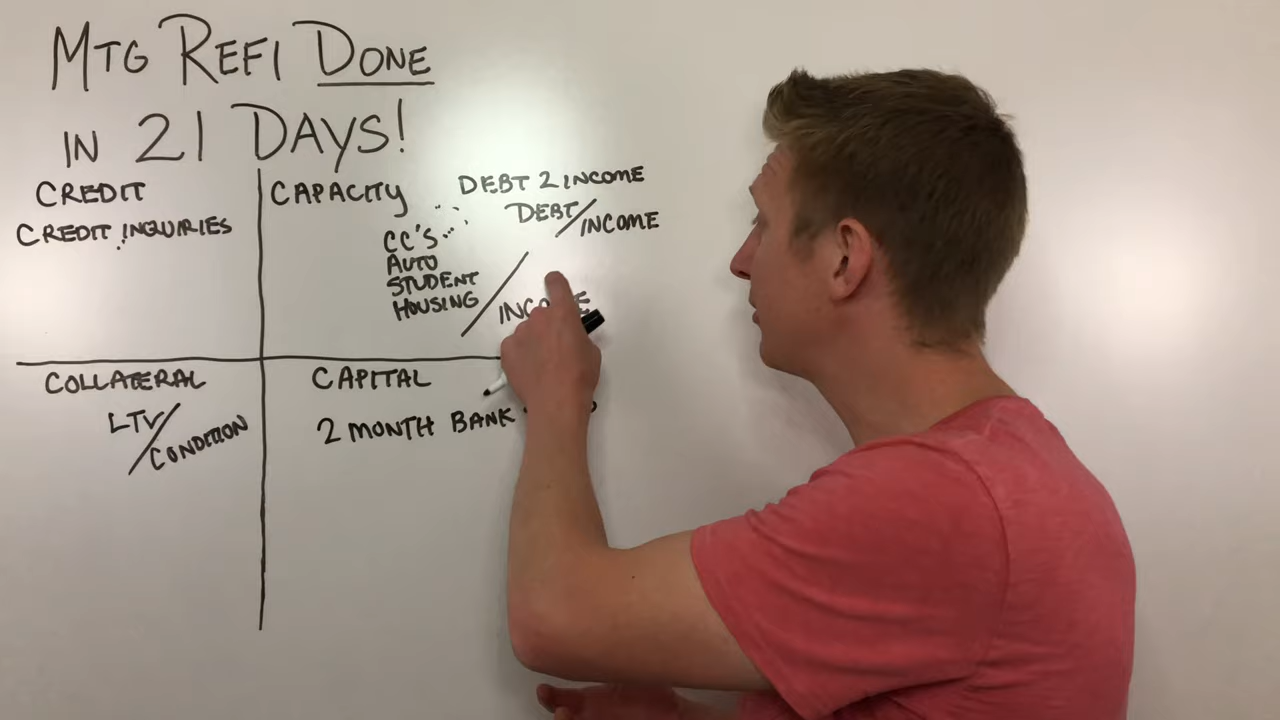 MTG REFI DONE
IN 21 DAYS!
CREDIT
CREDIT INQUIRIES
CAPACITY
DEBT 2 INCOME
DEBT/INCOME
CC'S
AUTO
STUDENT
HOUSING
COLLATERAL
LTV/
CONDITION
CAPITAL
2 MONTH BANK